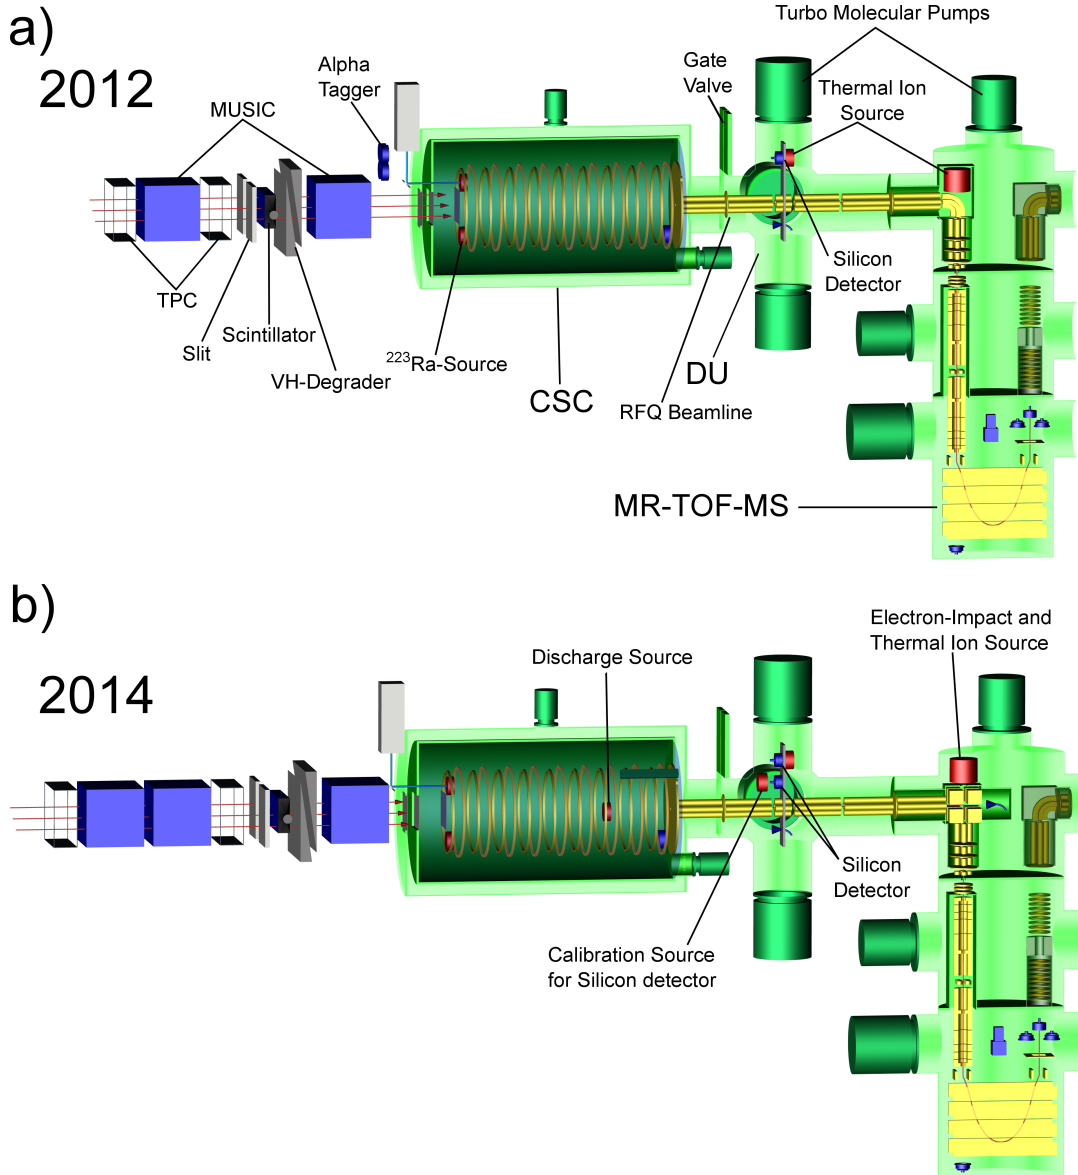 a)
2012
Turbo Molecular Pumps
Alpha
Tagger
Gate
Valve
Thermal Ion
Source
MUSIC
TPC
Slit
Scintillator
VH-Degrader
223Ra-Source
CSC
DU
RFQ Beamline
Silicon
Detector
MR-TOF-MS
b)
2014
Discharge Source
Electron-Impact and
Thermal Ion Source
Silicon
Detector
Calibration Source
for Silicon detector